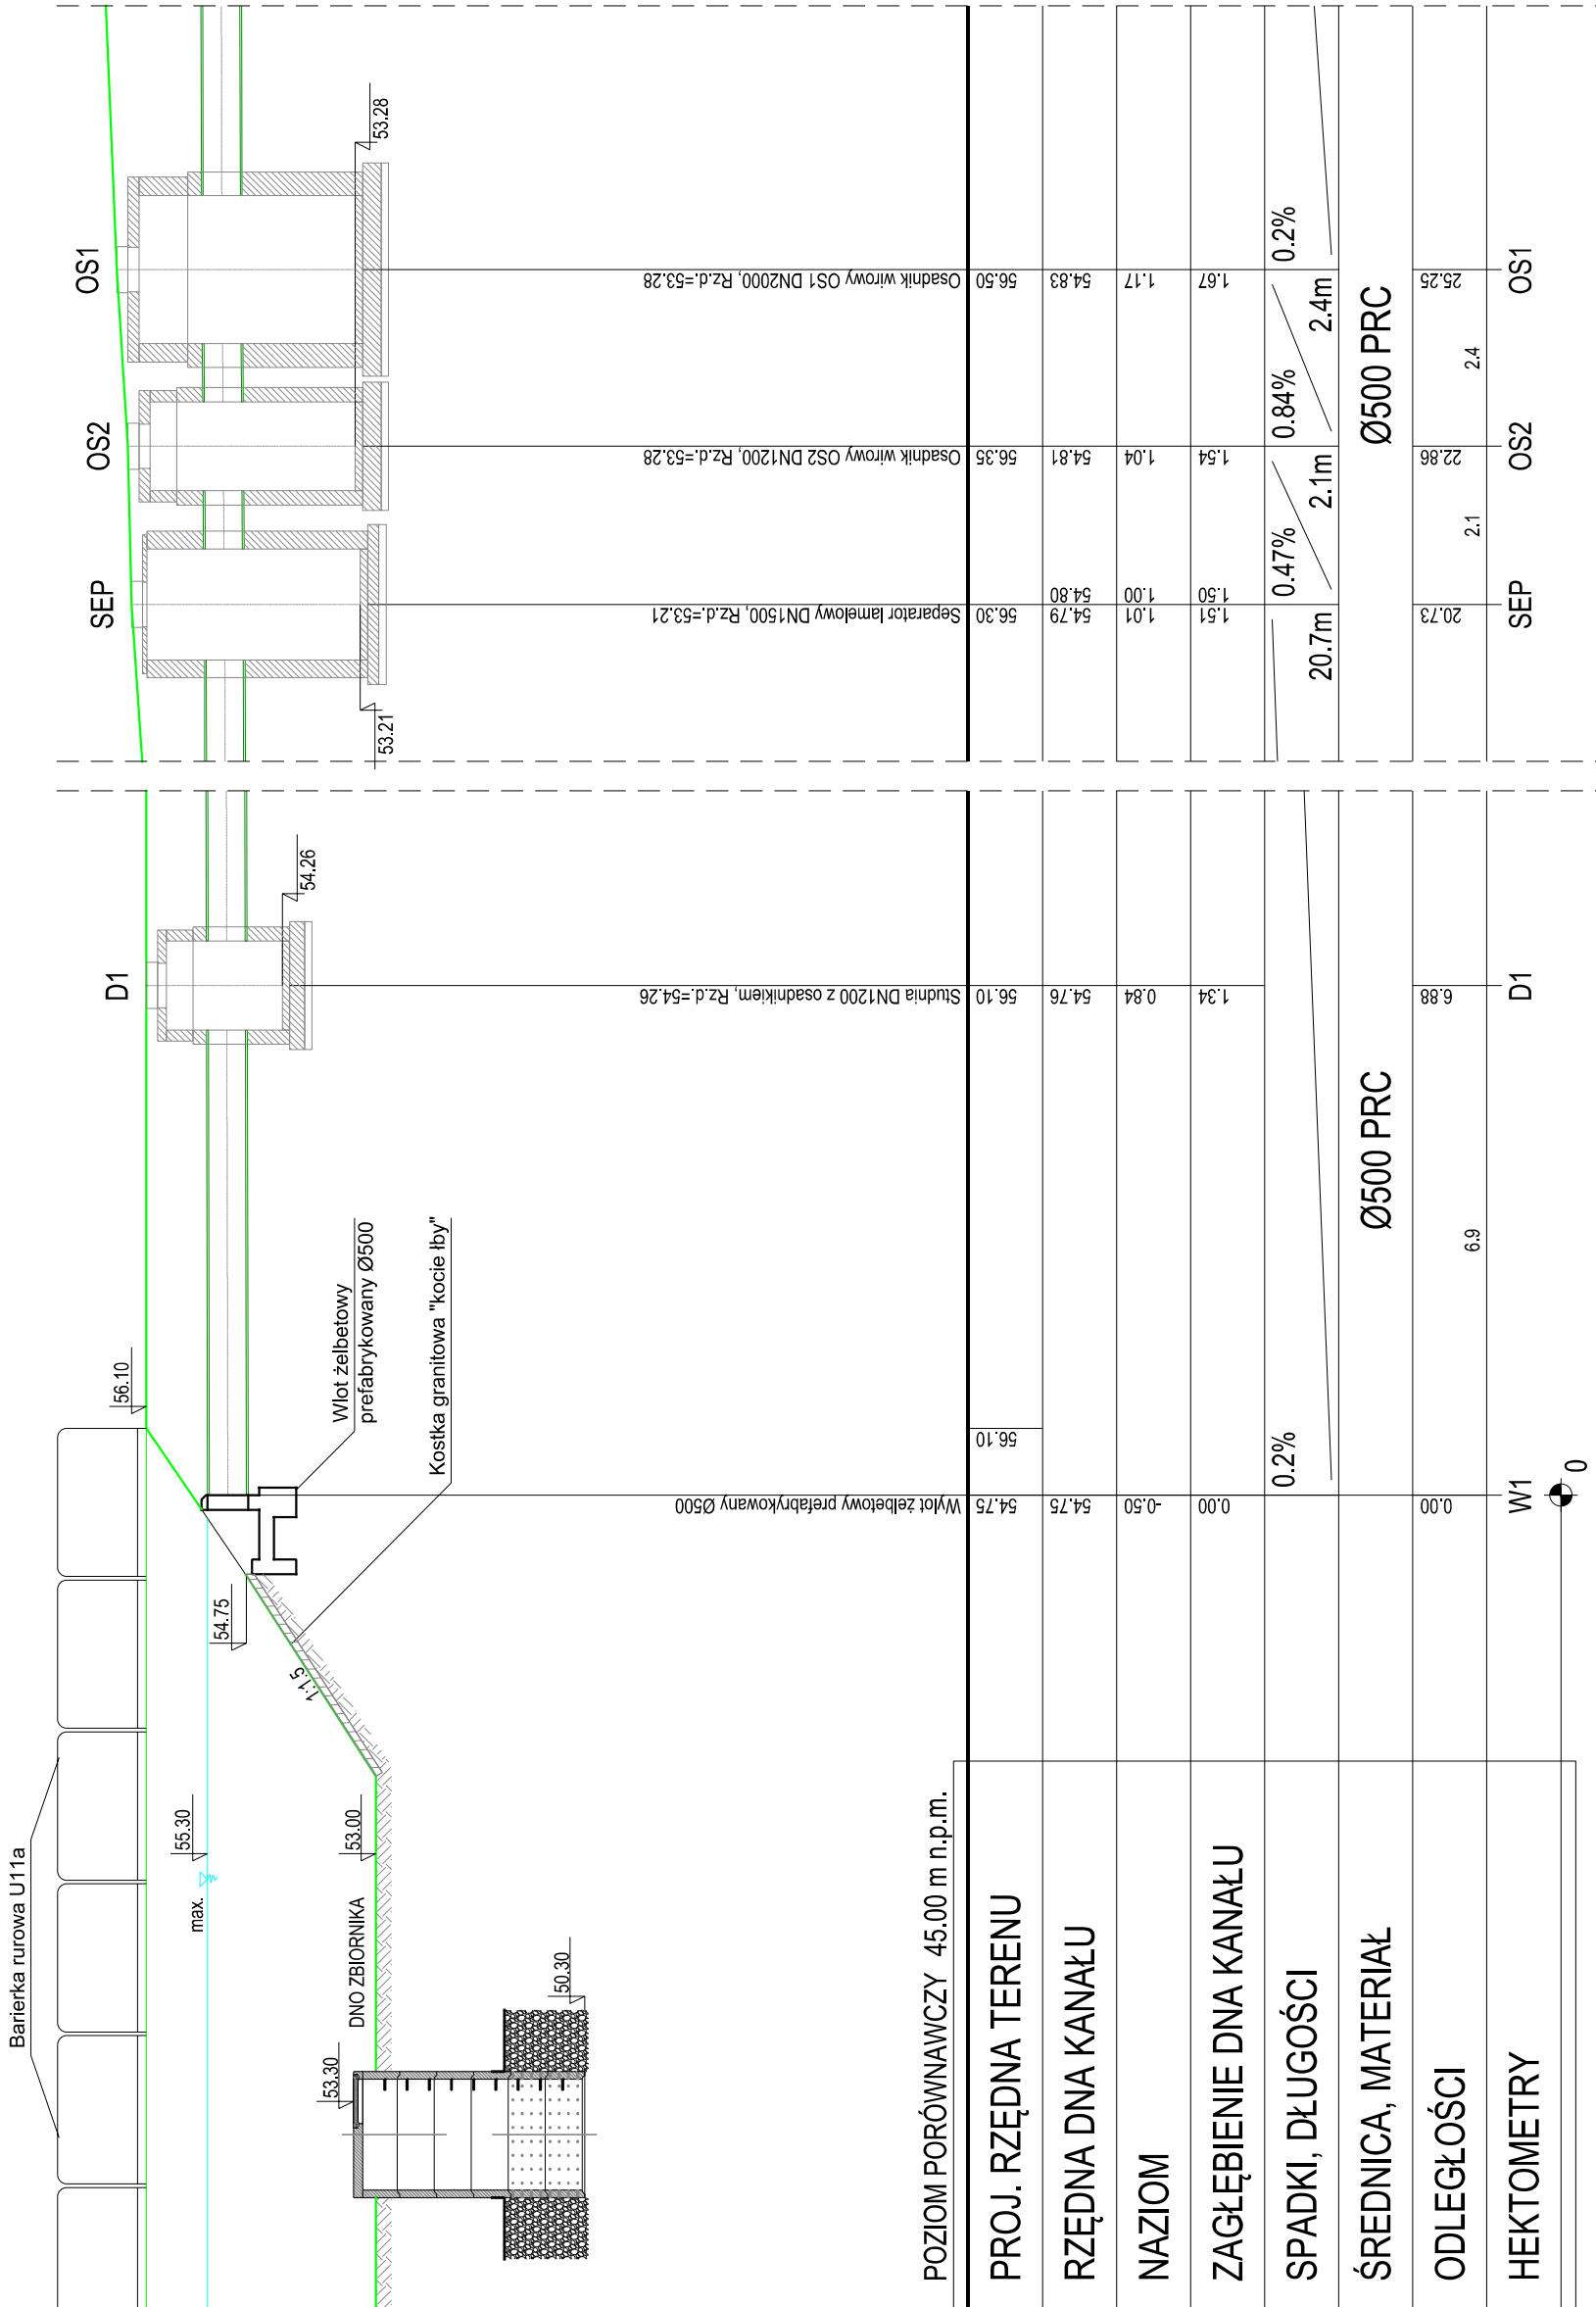 Barierka rurowa U11a
max.
55.30
DNO ZBIORNIKA
53.00
53.30
50.30
54.75
1:1.5
56.10
Wlot żelbetowy
prefabrykowany Ø500
Kostka granitowa "kocie łby"
D1
54.26
SEP
53.21
OS2
OS1
53.28
POZIOM PORÓWNAWCZY 45.00 m n.p.m.
Wylot żelbetowy prefabrykowany Ø500
Studnia DN1200 z osadnikiem, Rz.d.=54.26
Separator lamelowy DN1500, Rz.d.=53.21
Osadnik wirowy OS2 DN1200, Rz.d.=53.28
Osadnik wirowy OS1 DN2000, Rz.d.=53.28
PROJ. RZĘDNA TERENU 54.75 56.10 56.10 56.30 56.35 56.50
RZĘDNA DNA KANAŁU 54.75 54.76 54.79 54.80 54.81 54.83
NAZIOM -0.50 0.84 1.01 1.00 1.04 1.17
ZAGŁĘBIENIE DNA KANAŁU 0.00 1.34 1.51 1.50 1.54 1.67
SPADKI, DŁUGOŚCI 0.2% 20.7m 0.47% 2.1m 0.84% 2.4m 0.2%
ŚREDNICA, MATERIAŁ Ø500 PRC Ø500 PRC
ODLEGŁOŚCI 0.00 6.9 6.88 20.73 2.1 22.86 2.4 25.25
HEKTOMETRY W1 D1 SEP OS2 OS1
0